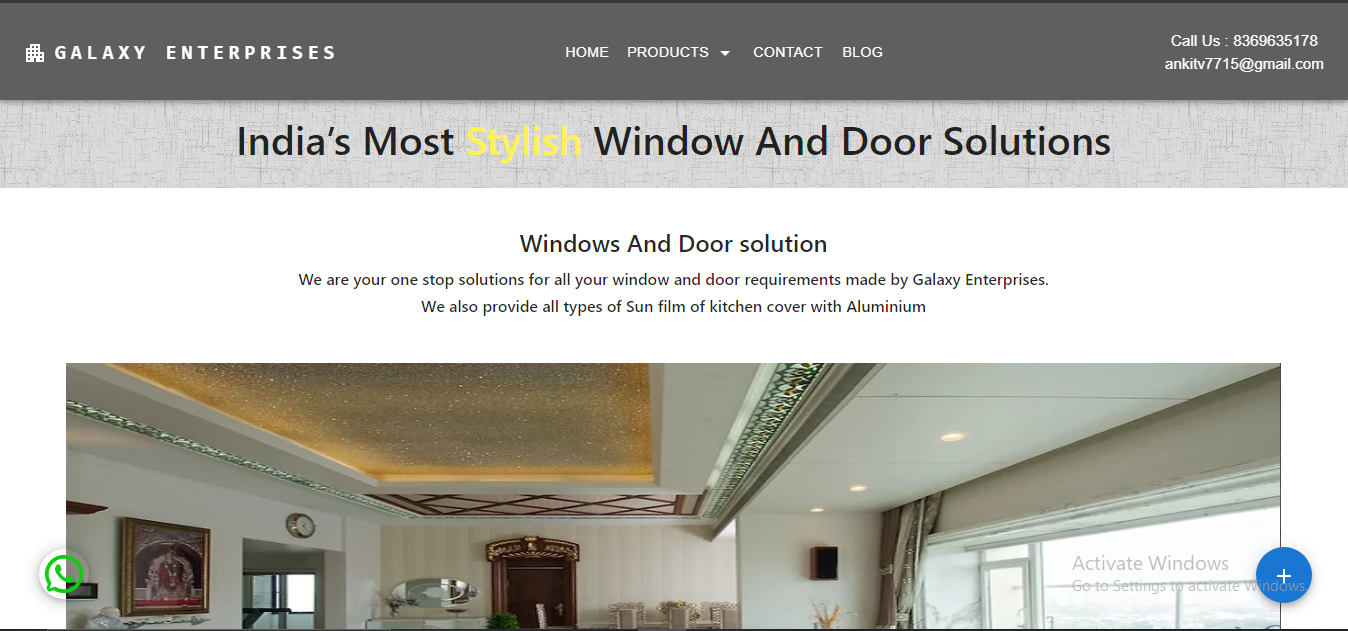 GALAXY ENTERPRISES
HOME PRODUCTS CONTACT BLOG
Call Us : 8369635178
ankitv7715@gmail.com
India’s Most Stylish Window And Door Solutions
Windows And Door solution
We are your one stop solutions for all your window and door requirements made by Galaxy Enterprises.
We also provide all types of Sun film of kitchen cover with Aluminium
Activate Windows
Go to Settings to activate Windows.
+